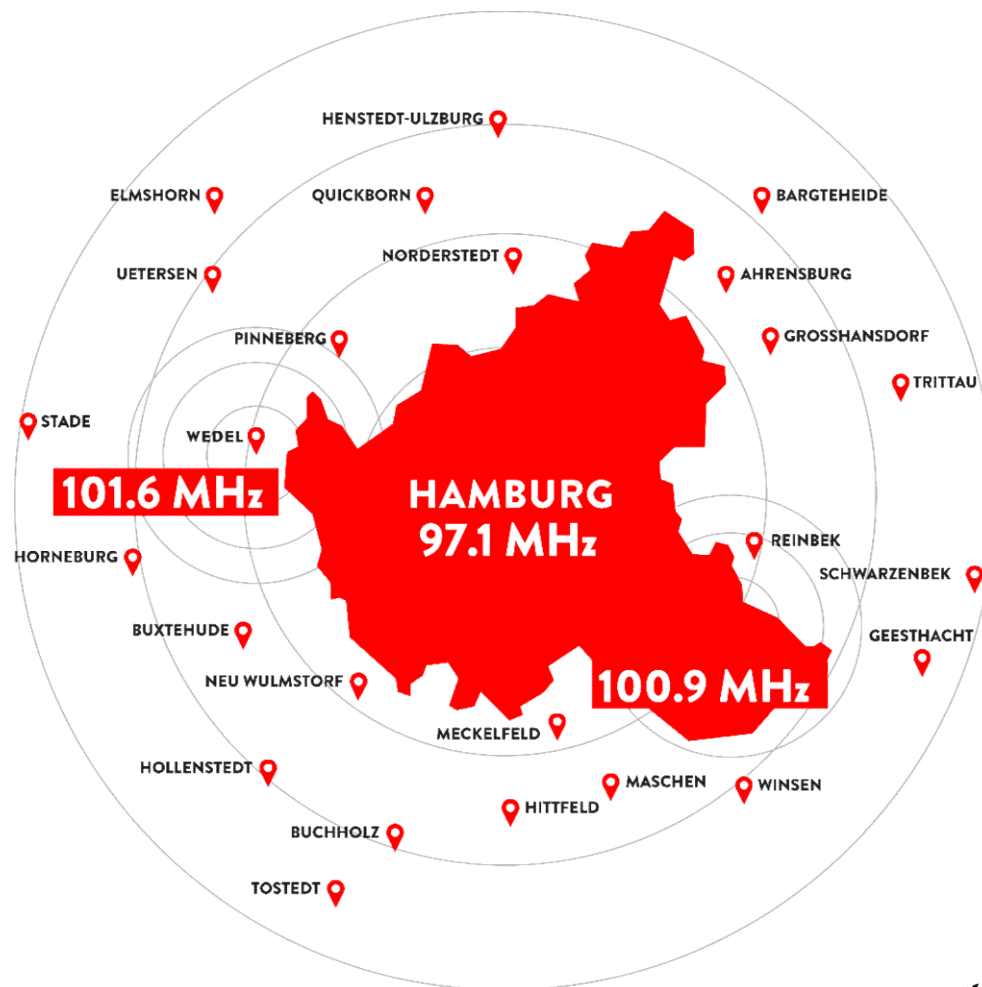 HENSTEDT-ULZBURG
ELMSHORN
QUICKBORN
BARGTEHEIDE
NORDERSTEDT
UETERSEN
AHRENSBURG
PINNEBERG
GROSSHANSDORF
TRITTAU
STADE
WEDEL
101.6 MHz
HAMBURG
97.1 MHz
HORNEBURG
REINBEK
SCHWARZENBEK
BUXTEHUDE
GEESTHACHT
NEU WULMSTORF
100.9 MHz
MECKELFELD
HOLLENSTEDT
MASCHEN
WINSEN
HITTFELD
BUCHHOLZ
TOSTEDT